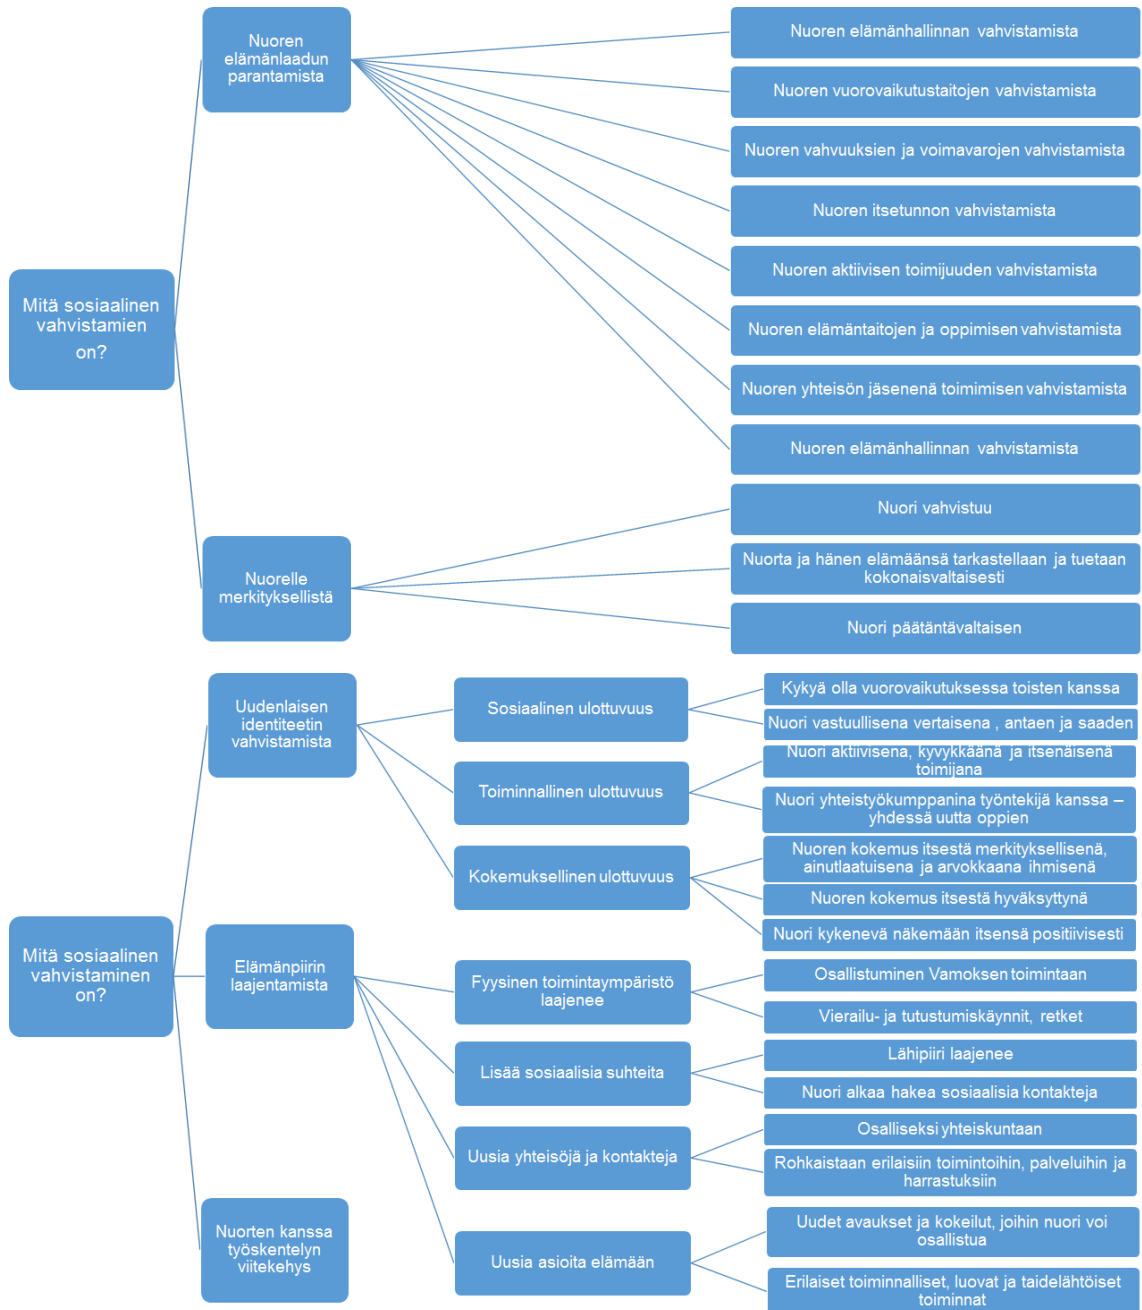 Mitä sosiaalinen
vahvistamien
on?
Nuoren
elämänlaadun
parantamista
Nuoren elämänhallinnan vahvistamista
Nuoren vuorovaikutustaitojen vahvistamista
Nuoren vahvuuksien ja voimavarojen vahvistamista
Nuoren itsetunnon vahvistamista
Nuoren aktiivisen toimijuuden vahvistamista
Nuoren elämäntaitojen ja oppimisen vahvistamista
Nuoren yhteisön jäsenenä toimimisen vahvistamista
Nuoren elämänhallinnan vahvistamista
Nuorelle
merkityksellistä
Nuori vahvistuu
Nuorta ja hänen elämäänsä tarkastellaan ja tuetaan
kokonaisvaltaisesti
Nuori päätäntävaltaisen
Mitä sosiaalinen
vahvistaminen
on?
Uudenlaisen
identiteetin
vahvistamista
Sosiaalinen ulottuvuus
Kykyä olla vuorovaikutuksessa toisten kanssa
Nuori vastuullisena vertaisena , antaen ja saaden
Toiminnallinen ulottuvuus
Nuori aktiivisena, kyvykkäänä ja itsenäisenä
toimijana
Nuori yhteistyökumppanina työntekijä kanssa –
yhdessä uutta oppien
Kokemuksellinen ulottuvuus
Nuoren kokemus itsestä merkityksellisenä,
ainutlaatuisena ja arvokkaana ihmisenä
Nuoren kokemus itsestä hyväksyttynä
Nuori kykenevä näkemään itsensä positiivisesti
Elämänpiirin
laajentamista
Fyysinen toimintaympäristö
laajenee
Osallistuminen Vamoksen toimintaan
Vierailu- ja tutustumiskäynnit, retket
Lisää sosiaalisia suhteita
Lähipiiri laajenee
Nuori alkaa hakea sosiaalisia kontakteja
Uusia yhteisöjä ja kontakteja
Osalliseksi yhteiskuntaan
Rohkaistaan erilaisiin toimintoihin, palveluihin ja
harrastuksiin
Uusia asioita elämään
Uudet avaukset ja kokeilut, joihin nuori voi
osallistua
Erilaiset toiminnalliset, luovat ja taidelähtöiset
toiminnat
Nuorten kanssa
työskentelyn
viitekehys